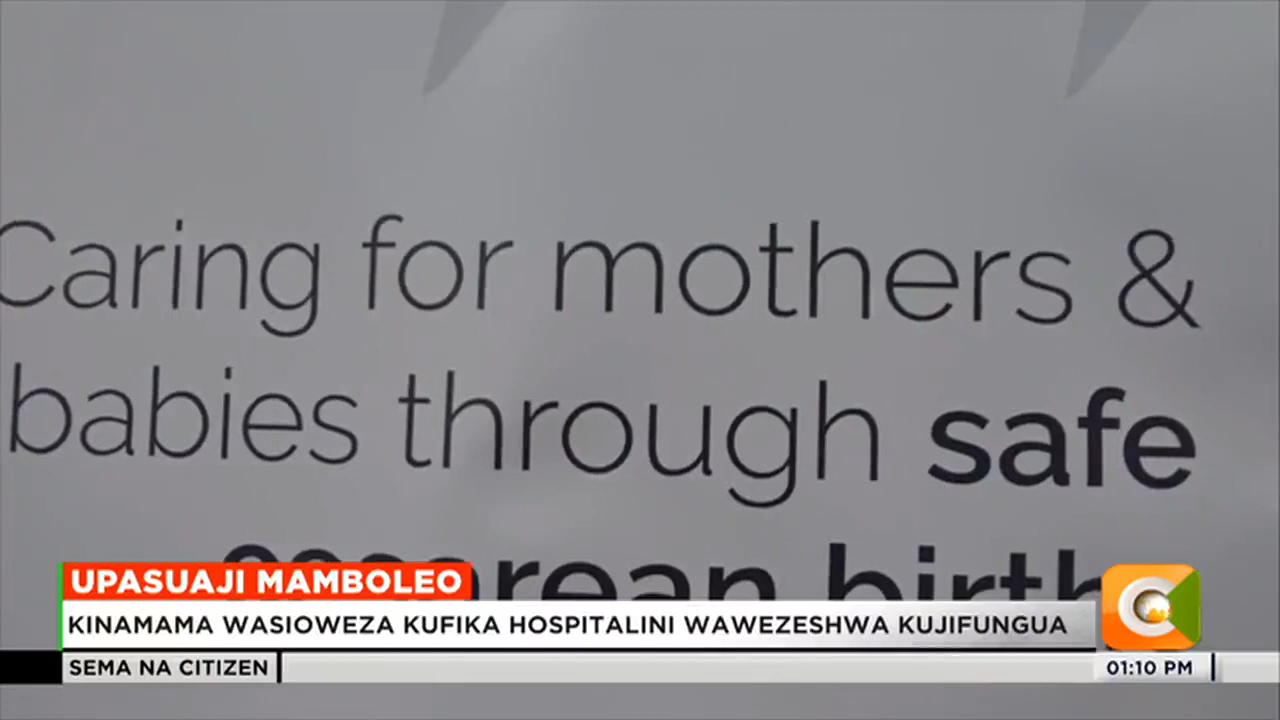 Caring for mothers &
babies through safe
birth
UPASUAJI MAMBOLEO
KINAMAMA WASIOWEZA KUFIKA HOSPITALINI WAWEZESHWA KUJIFUNGUA
SEMA NA CITIZEN
01:10 PM